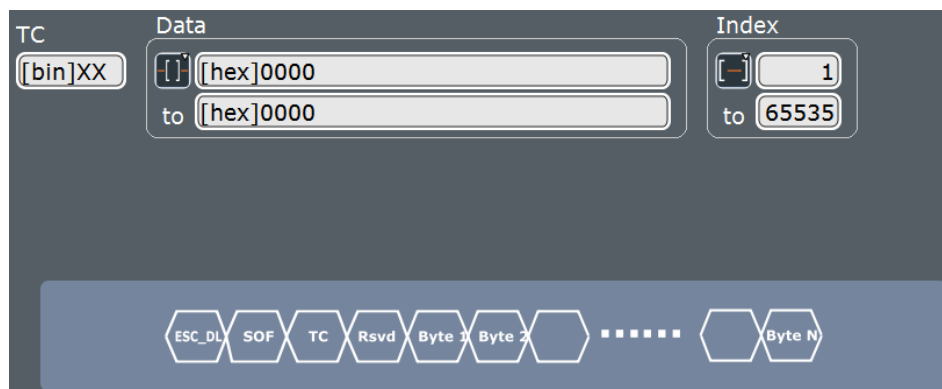 TC Data Index
[bin]XX -[ ]- [hex]0000 [—] 1
to [hex]0000 to 65535
ESC_DL SOF TC Rsvd Byte 1 Byte 2 ...... Byte N